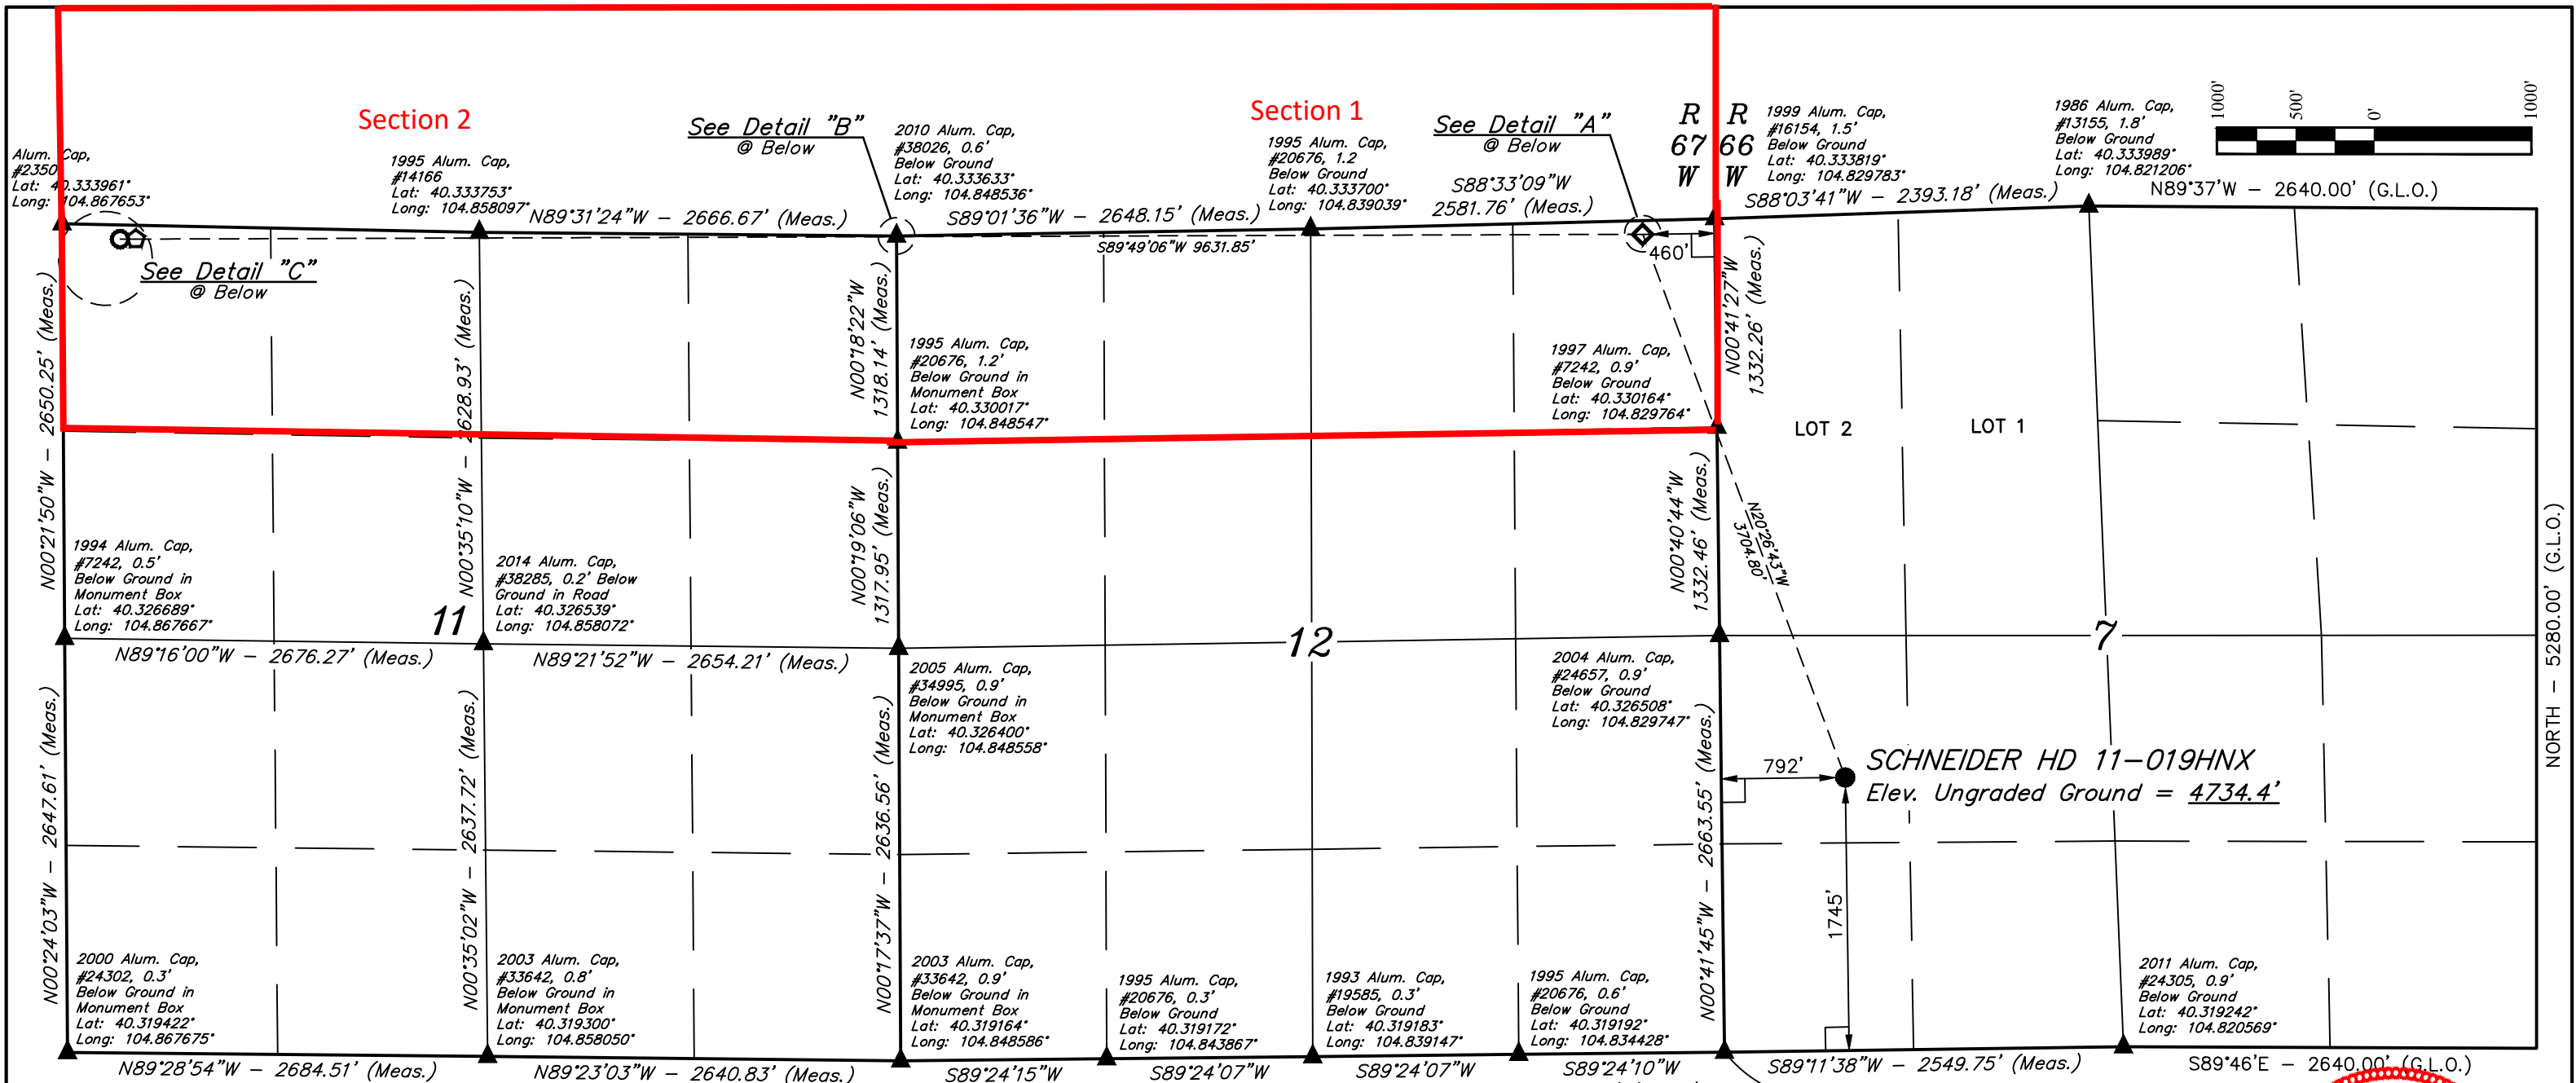 Section 2
Section 1
See Detail "B"
@ Below
See Detail "A"
@ Below
R
67
W
R
66
W
1000'
500'
0'
1000'
Alum. Cap,
#2350
Lat: 40.333961°
Long: 104.867653°
1995 Alum. Cap,
#14166
Lat: 40.333753°
Long: 104.858097°
2010 Alum. Cap,
#38026, 0.6'
Below Ground
Lat: 40.333633°
Long: 104.848536°
1995 Alum. Cap,
#20676, 1.2
Below Ground
Lat: 40.333700°
Long: 104.839039°
1999 Alum. Cap,
#16154, 1.5'
Below Ground
Lat: 40.333819°
Long: 104.829783°
1986 Alum. Cap,
#13155, 1.8'
Below Ground
Lat: 40.333989°
Long: 104.821206°
N89°31'24"W - 2666.67' (Meas.)
S89°01'36"W - 2648.15' (Meas.)
S88°33'09"W
2581.76' (Meas.)
S88°03'41"W - 2393.18' (Meas.)
N89°37'W - 2640.00' (G.L.O.)
S89°49'06"W 9631.85'
460'
See Detail "C"
@ Below
N00°21'50"W - 2650.25' (Meas.)
N00°35'10"W - 2628.93' (Meas.)
N00°18'22"W
1318.14' (Meas.)
N00°41'27"W
1332.26' (Meas.)
1995 Alum. Cap,
#20676, 1.2'
Below Ground in
Monument Box
Lat: 40.330017°
Long: 104.848547°
1997 Alum. Cap,
#7242, 0.9'
Below Ground
Lat: 40.330164°
Long: 104.829764°
LOT 2
LOT 1
N00°19'06"W
1317.95' (Meas.)
N00°40'44"W
1332.46' (Meas.)
N20°26'43"W
3704.80'
NORTH - 5280.00' (G.L.O.)
1994 Alum. Cap,
#7242, 0.5'
Below Ground in
Monument Box
Lat: 40.326689°
Long: 104.867667°
11
2014 Alum. Cap,
#38285, 0.2' Below
Ground in Road
Lat: 40.326539°
Long: 104.858072°
12
7
N89°16'00"W - 2676.27' (Meas.)
N89°21'52"W - 2654.21' (Meas.)
2005 Alum. Cap,
#34995, 0.9'
Below Ground in
Monument Box
Lat: 40.326400°
Long: 104.848558°
2004 Alum. Cap,
#24657, 0.9'
Below Ground
Lat: 40.326508°
Long: 104.829747°
N00°24'03"W - 2647.61' (Meas.)
N00°35'02"W - 2637.72' (Meas.)
N00°17'37"W - 2636.56' (Meas.)
N00°41'45"W - 2663.55' (Meas.)
792'
SCHNEIDER HD 11-019HNX
Elev. Ungraded Ground = 4734.4'
1745'
2000 Alum. Cap,
#24302, 0.3'
Below Ground in
Monument Box
Lat: 40.319422°
Long: 104.867675°
2003 Alum. Cap,
#33642, 0.8'
Below Ground in
Monument Box
Lat: 40.319300°
Long: 104.858050°
2003 Alum. Cap,
#33642, 0.9'
Below Ground in
Monument Box
Lat: 40.319164°
Long: 104.848586°
1995 Alum. Cap,
#20676, 0.3'
Below Ground
Lat: 40.319172°
Long: 104.843867°
1993 Alum. Cap,
#19585, 0.3'
Below Ground
Lat: 40.319183°
Long: 104.839147°
1995 Alum. Cap,
#20676, 0.6'
Below Ground
Lat: 40.319192°
Long: 104.834428°
2011 Alum. Cap,
#24305, 0.9'
Below Ground
Lat: 40.319242°
Long: 104.820569°
N89°28'54"W - 2684.51' (Meas.)
N89°23'03"W - 2640.83' (Meas.)
S89°24'15"W
S89°24'07"W
S89°24'07"W
S89°24'10"W
S89°11'38"W - 2549.75' (Meas.)
S89°46'E - 2640.00' (G.L.O.)